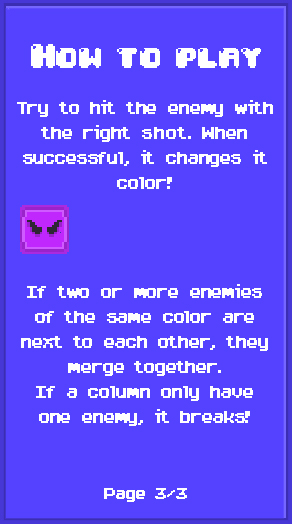 How to play
Try to hit the enemy with
the right shot. When
successful, it changes it
color!
If two or more enemies
of the same color are
next to each other, they
merge together.
If a column only have
one enemy, it breaks!
Page 3/3